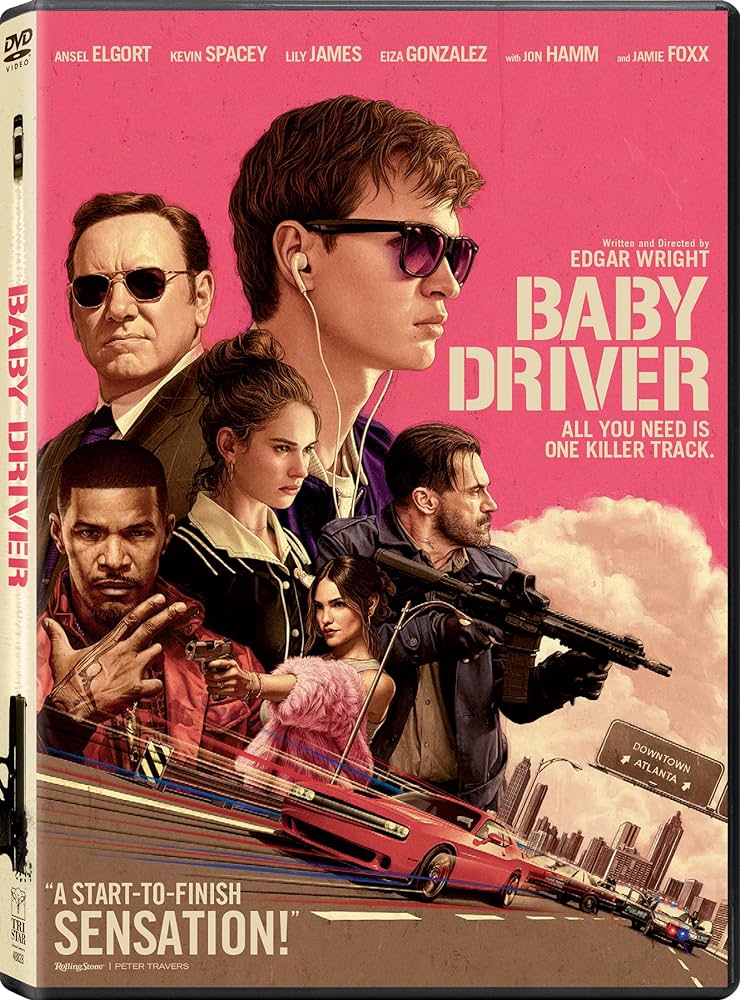 DVD
VIDEO
BABY DRIVER
TRI
STAR
ANSEL ELGORT KEVIN SPACEY LILY JAMES EIZA GONZALEZ with JON HAMM and JAMIE FOXX
Written and Directed by
EDGAR WRIGHT
BABY
DRIVER
ALL YOU NEED IS
ONE KILLER TRACK.
DOWNTOWN
ATLANTA
"A START-TO-FINISH
SENSATION!"
RollingStone | PETER TRAVERS